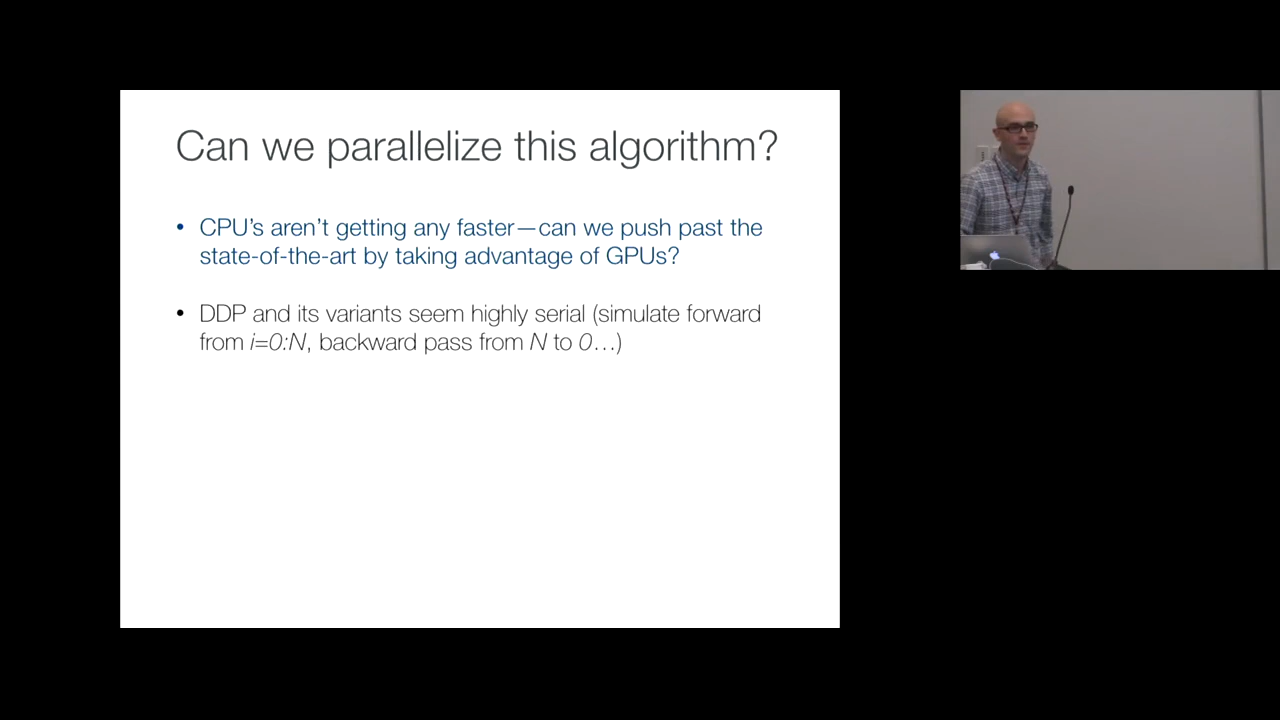 Can we parallelize this algorithm?
• CPU's aren't getting any faster—can we push past the
state-of-the-art by taking advantage of GPUs?
• DDP and its variants seem highly serial (simulate forward
from i=0:N, backward pass from N to 0…)